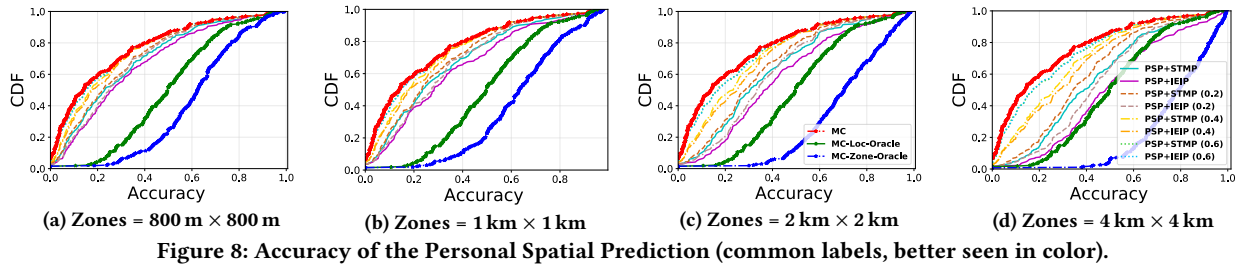 CDF
1.0
0.8
0.6
0.4
0.2
0.0
0.0 0.2 0.4 0.6 0.8 1.0
Accuracy
(a) Zones = 800 m × 800 m
CDF
1.0
0.8
0.6
0.4
0.2
0.0
0.0 0.2 0.4 0.6 0.8
Accuracy
(b) Zones = 1 km × 1 km
CDF
1.0
0.8
0.6
0.4
0.2
0.0
MC
MC-Loc-Oracle
MC-Zone-Oracle
0.0 0.2 0.4 0.6 0.8 1.0
Accuracy
(c) Zones = 2 km × 2 km
CDF
1.0
0.8
0.6
0.4
0.2
0.0
PSP+STMP
PSP+IEIP
PSP+STMP (0.2)
PSP+IEIP (0.2)
PSP+STMP (0.4)
PSP+IEIP (0.4)
PSP+STMP (0.6)
PSP+IEIP (0.6)
0.0 0.2 0.4 0.6 0.8 1.0
Accuracy
(d) Zones = 4 km × 4 km
Figure 8: Accuracy of the Personal Spatial Prediction (common labels, better seen in color).